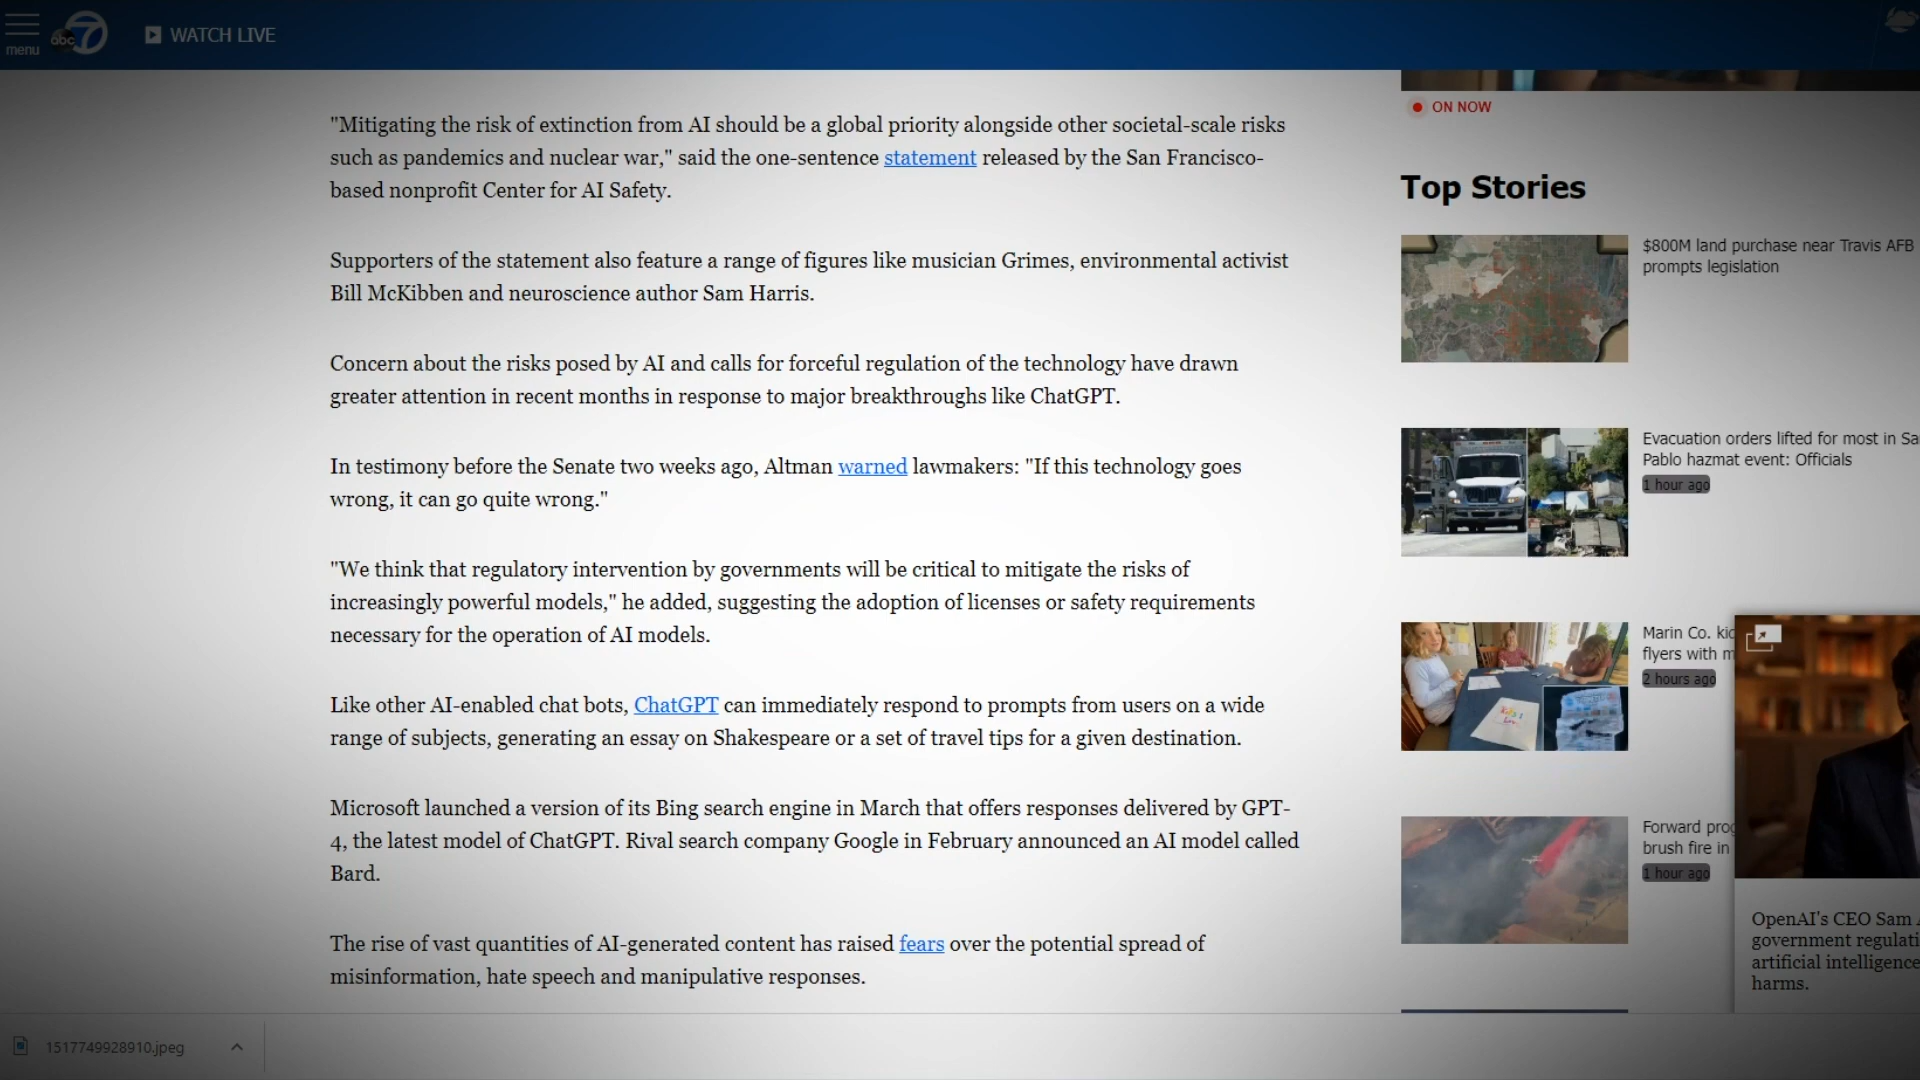 menu
abc 7
WATCH LIVE
"Mitigating the risk of extinction from AI should be a global priority alongside other societal-scale risks
such as pandemics and nuclear war," said the one-sentence statement released by the San Francisco-
based nonprofit Center for AI Safety.
Supporters of the statement also feature a range of figures like musician Grimes, environmental activist
Bill McKibben and neuroscience author Sam Harris.
Concern about the risks posed by AI and calls for forceful regulation of the technology have drawn
greater attention in recent months in response to major breakthroughs like ChatGPT.
In testimony before the Senate two weeks ago, Altman warned lawmakers: "If this technology goes
wrong, it can go quite wrong."
"We think that regulatory intervention by governments will be critical to mitigate the risks of
increasingly powerful models," he added, suggesting the adoption of licenses or safety requirements
necessary for the operation of AI models.
Like other AI-enabled chat bots, ChatGPT can immediately respond to prompts from users on a wide
range of subjects, generating an essay on Shakespeare or a set of travel tips for a given destination.
Microsoft launched a version of its Bing search engine in March that offers responses delivered by GPT-
4, the latest model of ChatGPT. Rival search company Google in February announced an AI model called
Bard.
The rise of vast quantities of AI-generated content has raised fears over the potential spread of
misinformation, hate speech and manipulative responses.
ON NOW
Top Stories
$800M land purchase near Travis AFB
prompts legislation
Evacuation orders lifted for most in Sa
Pablo hazmat event: Officials
1 hour ago
Marin Co. kid
flyers with m
2 hours ago
Forward prog
brush fire in
1 hour ago
OpenAI's CEO Sam
government regulati
artificial intelligence
harms.
1517749928910.jpeg